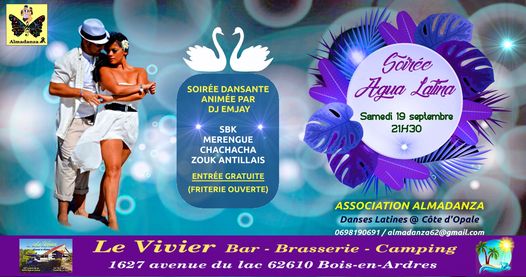 Almadanza
SOIRÉE DANSANTE
ANIMÉE PAR
DJ EMJAY
SBK
MERENGUE
CHACHACHA
ZOUK ANTILLAIS
ENTRÉE GRATUITE
(FRITERIE OUVERTE)
Soirée
Agua Latina
Samedi 19 septembre
21H30
ASSOCIATION ALMADANZA
Danses Latines @ Côte d'Opale
0698190691 / almadanza62@gmail.com
Le Vivier Bar - Brasserie - Camping
1627 avenue du lac 62610 Bois-en-Ardres